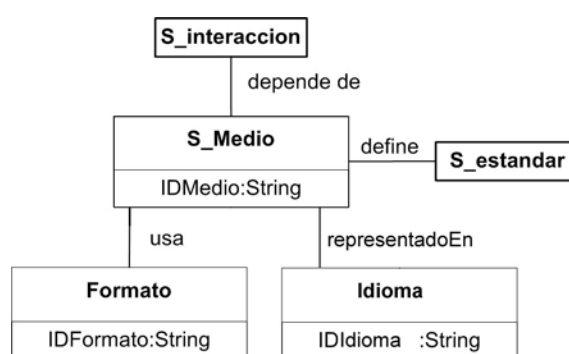 S_interaccion
depende de
S_Medio
IDMedio:String
define
S_estandar
usa
representadoEn
Formato
IDFormato:String
Idioma
IDIdioma :String